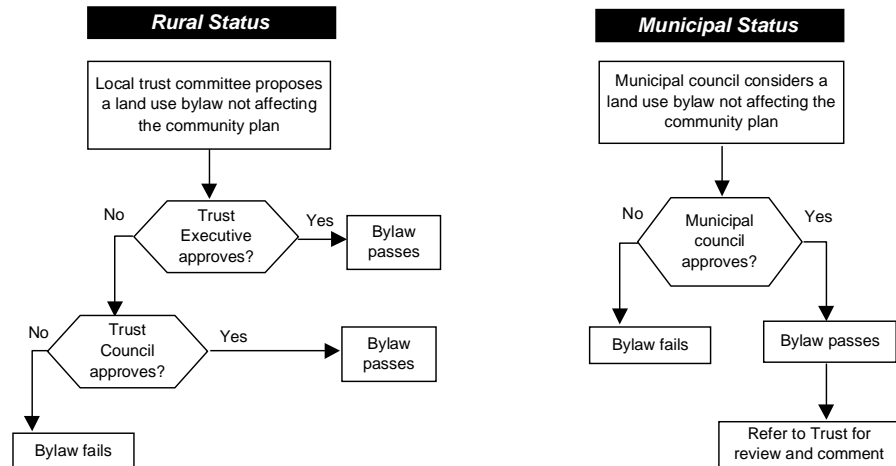 Rural Status
Local trust committee proposes
a land use bylaw not affecting
the community plan
No
Trust
Executive
approves?
Yes
Bylaw
passes
No
Trust
Council
approves?
Yes
Bylaw
passes
Bylaw fails
Municipal Status
Municipal council considers a
land use bylaw not affecting the
community plan
No
Municipal
council
approves?
Yes
Bylaw fails
Bylaw passes
Refer to Trust for
review and comment